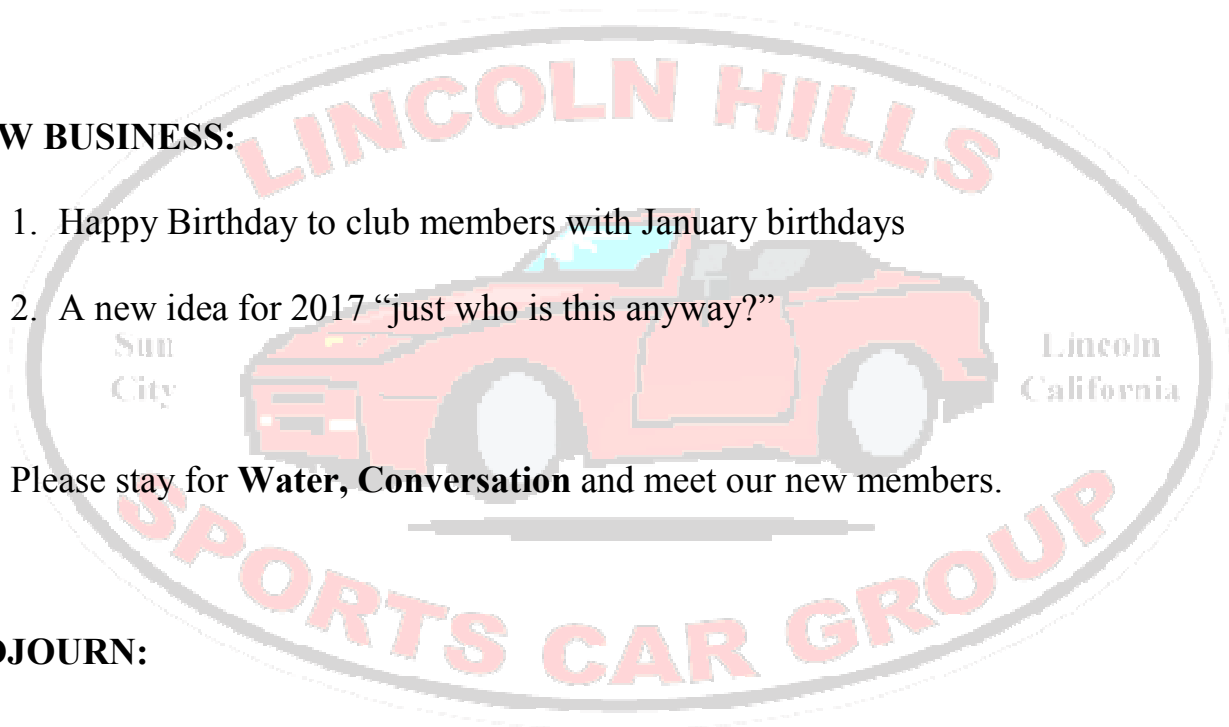 LINCOLN HILLS
W BUSINESS:
1. Happy Birthday to club members with January birthdays
2. A new idea for 2017 “just who is this anyway?”
Sun
City
Lincoln
California
Please stay for Water, Conversation and meet our new members.
SPORTS CAR GROUP
JOURN: